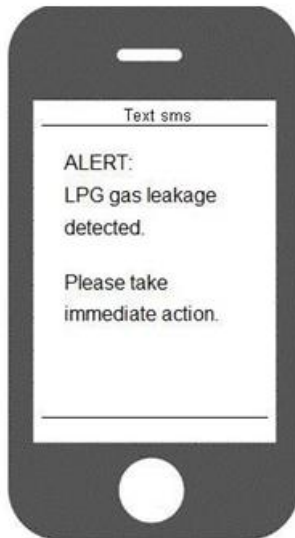 Text sms
ALERT:
LPG gas leakage
detected.
Please take
immediate action.